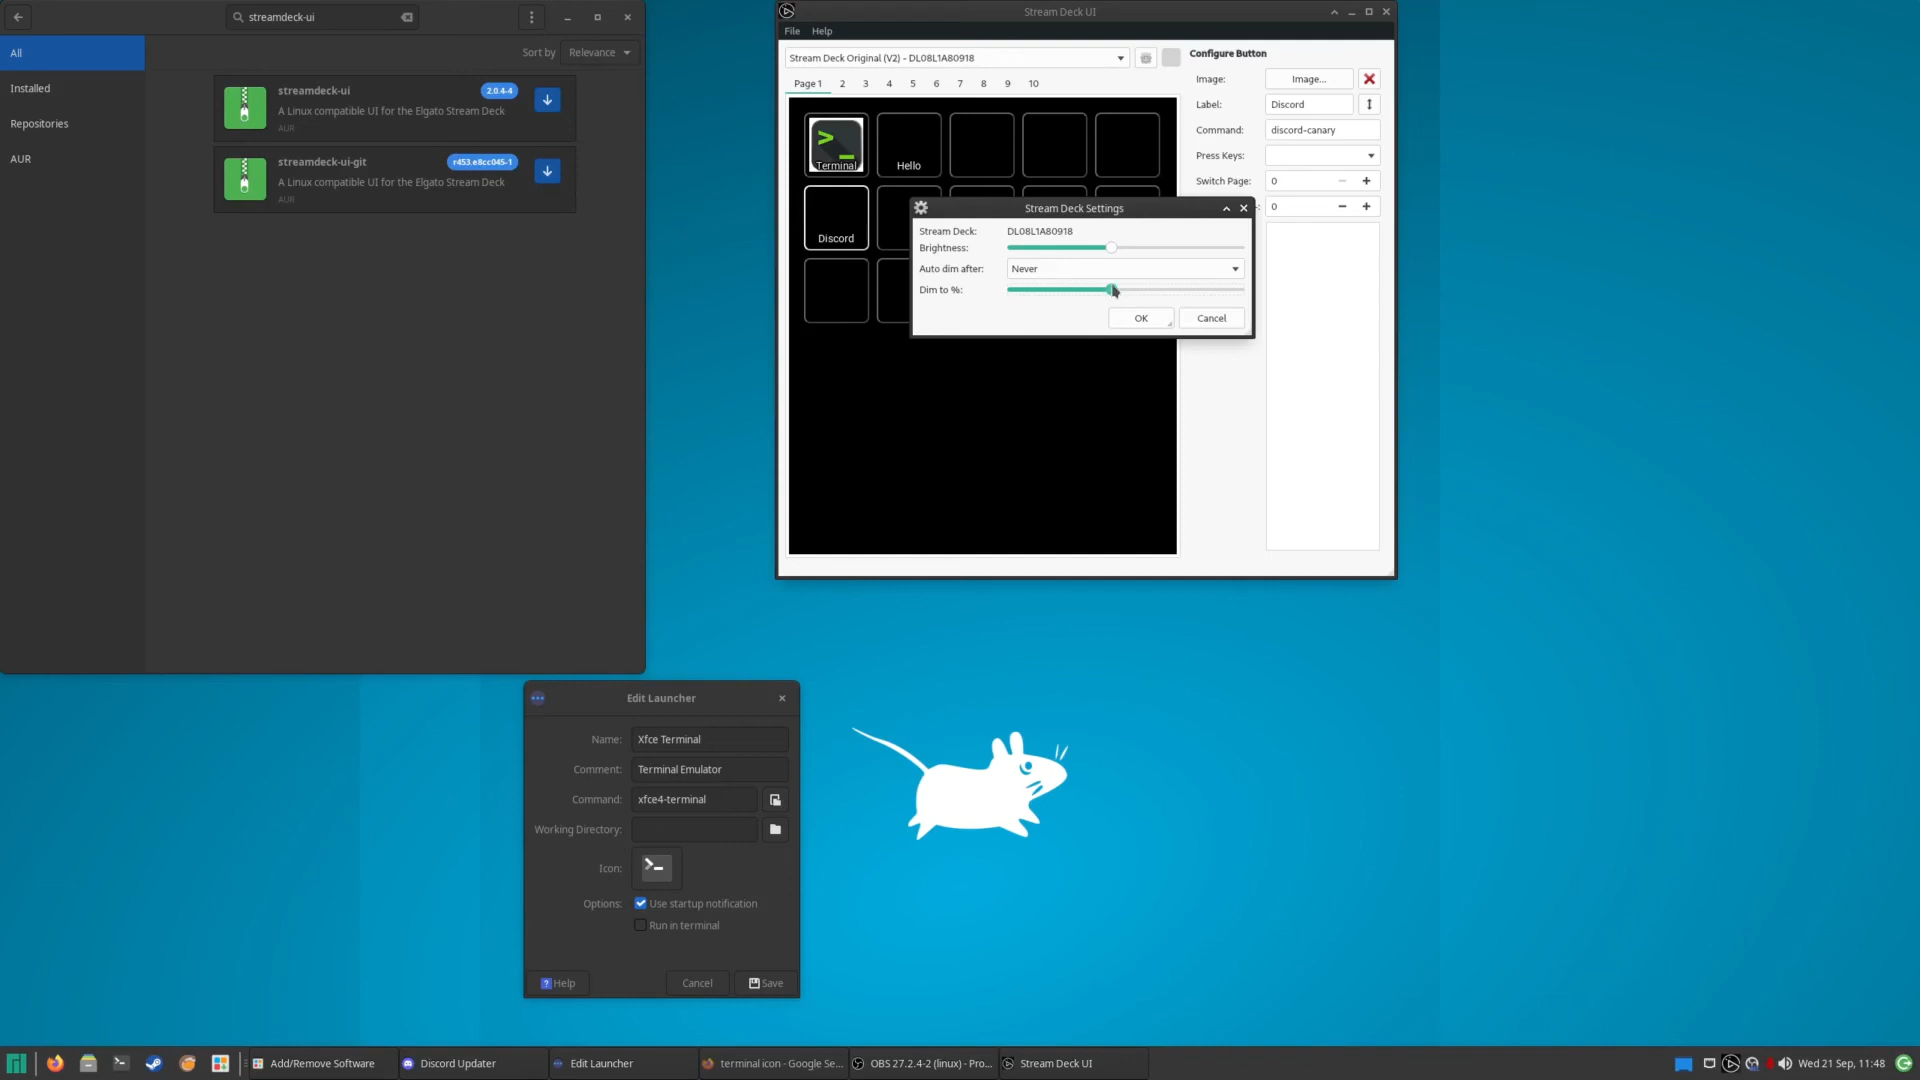 streamdeck-ui
All
Installed
Repositories
AUR
Sort by Relevance
streamdeck-ui 2.0.4-4
A Linux compatible UI for the Elgato Stream Deck
AUR
streamdeck-ui-git r453.e8cc045-1
A Linux compatible UI for the Elgato Stream Deck
AUR
Stream Deck UI
File Help
Stream Deck Original (V2) - DL08L1A80918
Page 1 2 3 4 5 6 7 8 9 10
Terminal
Hello
Discord
Configure Button
Image: Image...
Label: Discord
Command: discord-canary
Press Keys:
Switch Page: 0
0
Stream Deck Settings
Stream Deck: DL08L1A80918
Brightness:
Auto dim after: Never
Dim to %:
OK Cancel
Edit Launcher
Name: Xfce Terminal
Comment: Terminal Emulator
Command: xfce4-terminal
Working Directory:
Icon:
Options: Use startup notification
Run in terminal
Help Cancel Save
Add/Remove Software Discord Updater Edit Launcher terminal icon - Google Se... OBS 27.2.4-2 (linux) - Pro... Stream Deck UI Wed 21 Sep, 11:48